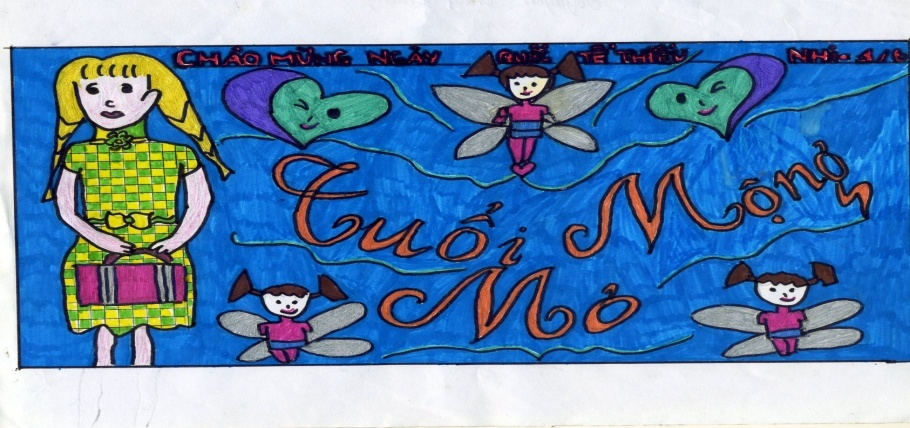 CHÀO MỪNG NGÀY QUỐC TẾ THIẾU NHI 1/6
Tuổi Mộng
Mơ